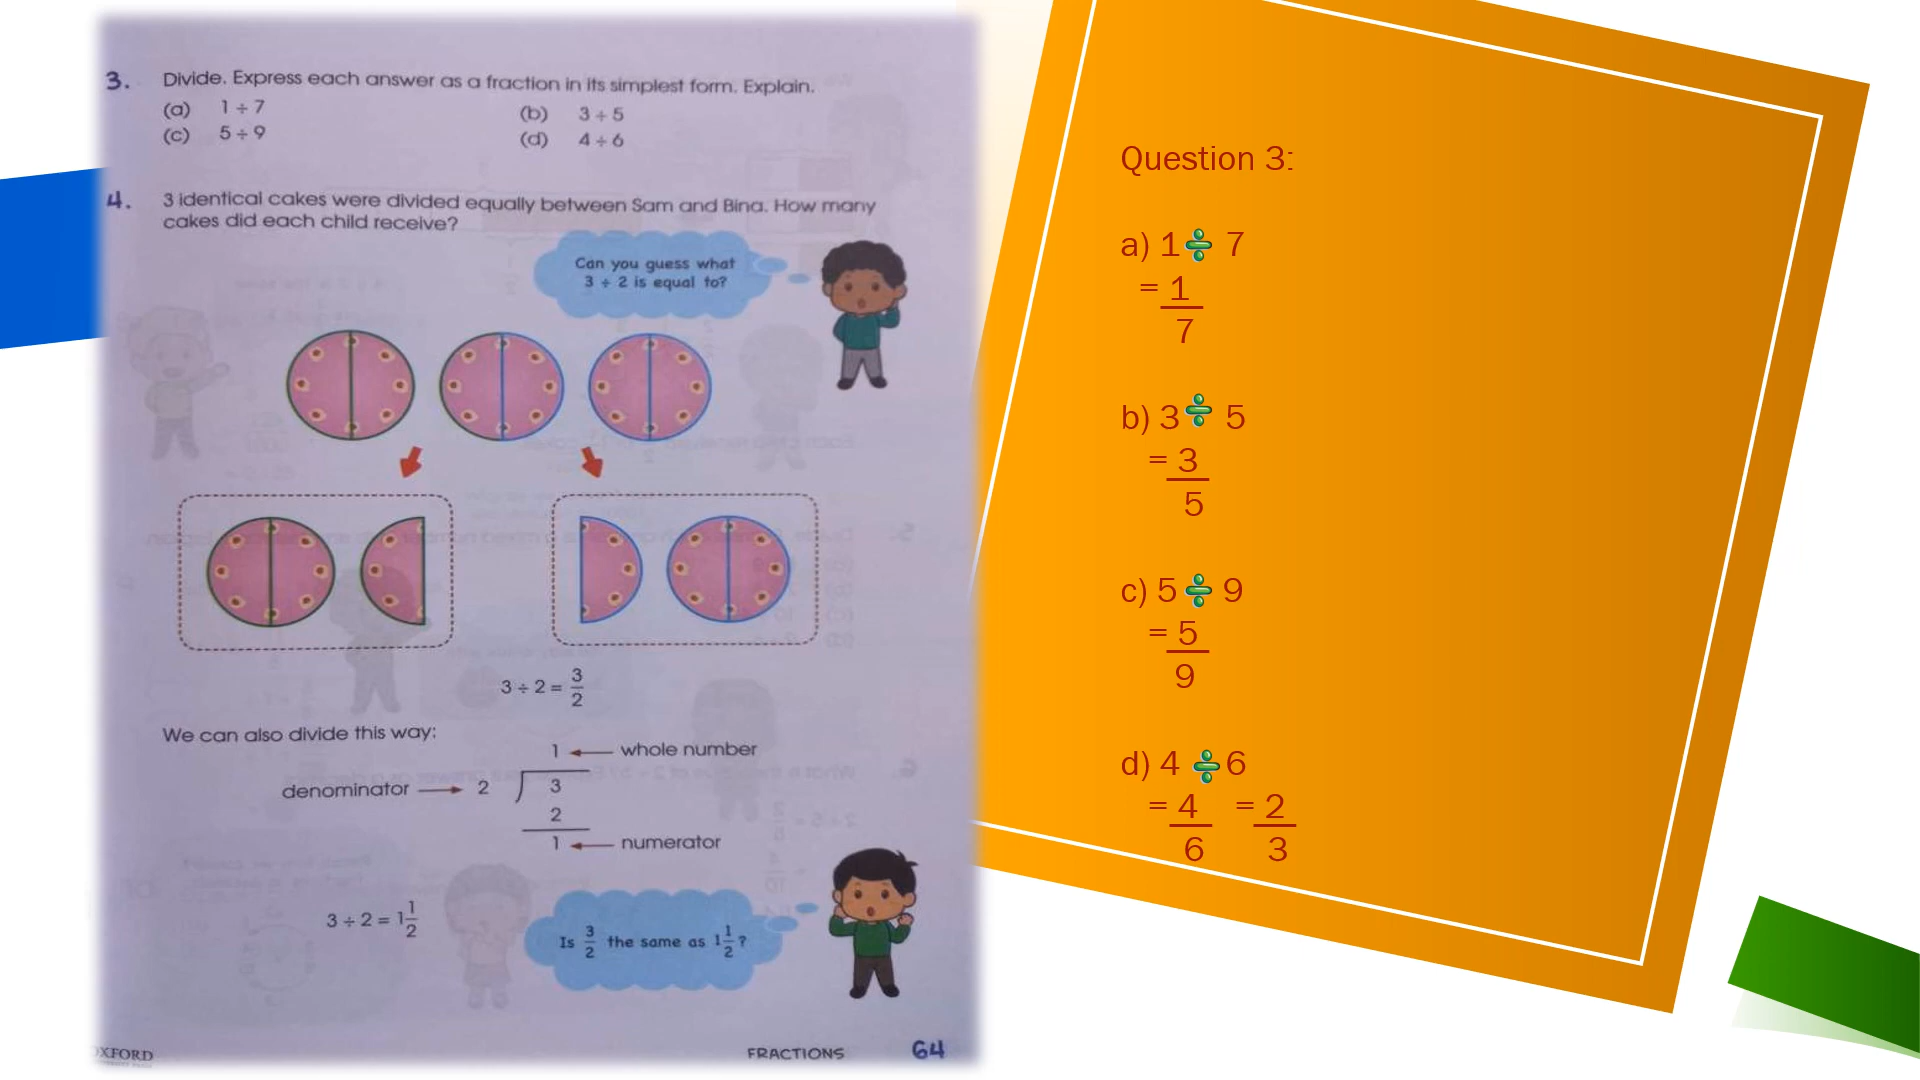 3. Divide. Express each answer as a fraction in its simplest form. Explain.
(a) 1 ÷ 7 (b) 3 ÷ 5
(c) 5 ÷ 9 (d) 4 ÷ 6
4. 3 identical cakes were divided equally between Sam and Bina. How many
cakes did each child receive?
Can you guess what
3 ÷ 2 is equal to?
3 ÷ 2 = 3/2
We can also divide this way:
1 ← whole number
denominator → 2 3
2
1 ← numerator
3 ÷ 2 = 1 1/2
Is 3/2 the same as 1 1/2?
OXFORD
FRACTIONS 64
Question 3:
a) 1 ÷ 7
= 1
7
b) 3 ÷ 5
= 3
5
c) 5 ÷ 9
= 5
9
d) 4 ÷ 6
= 4 = 2
6 3